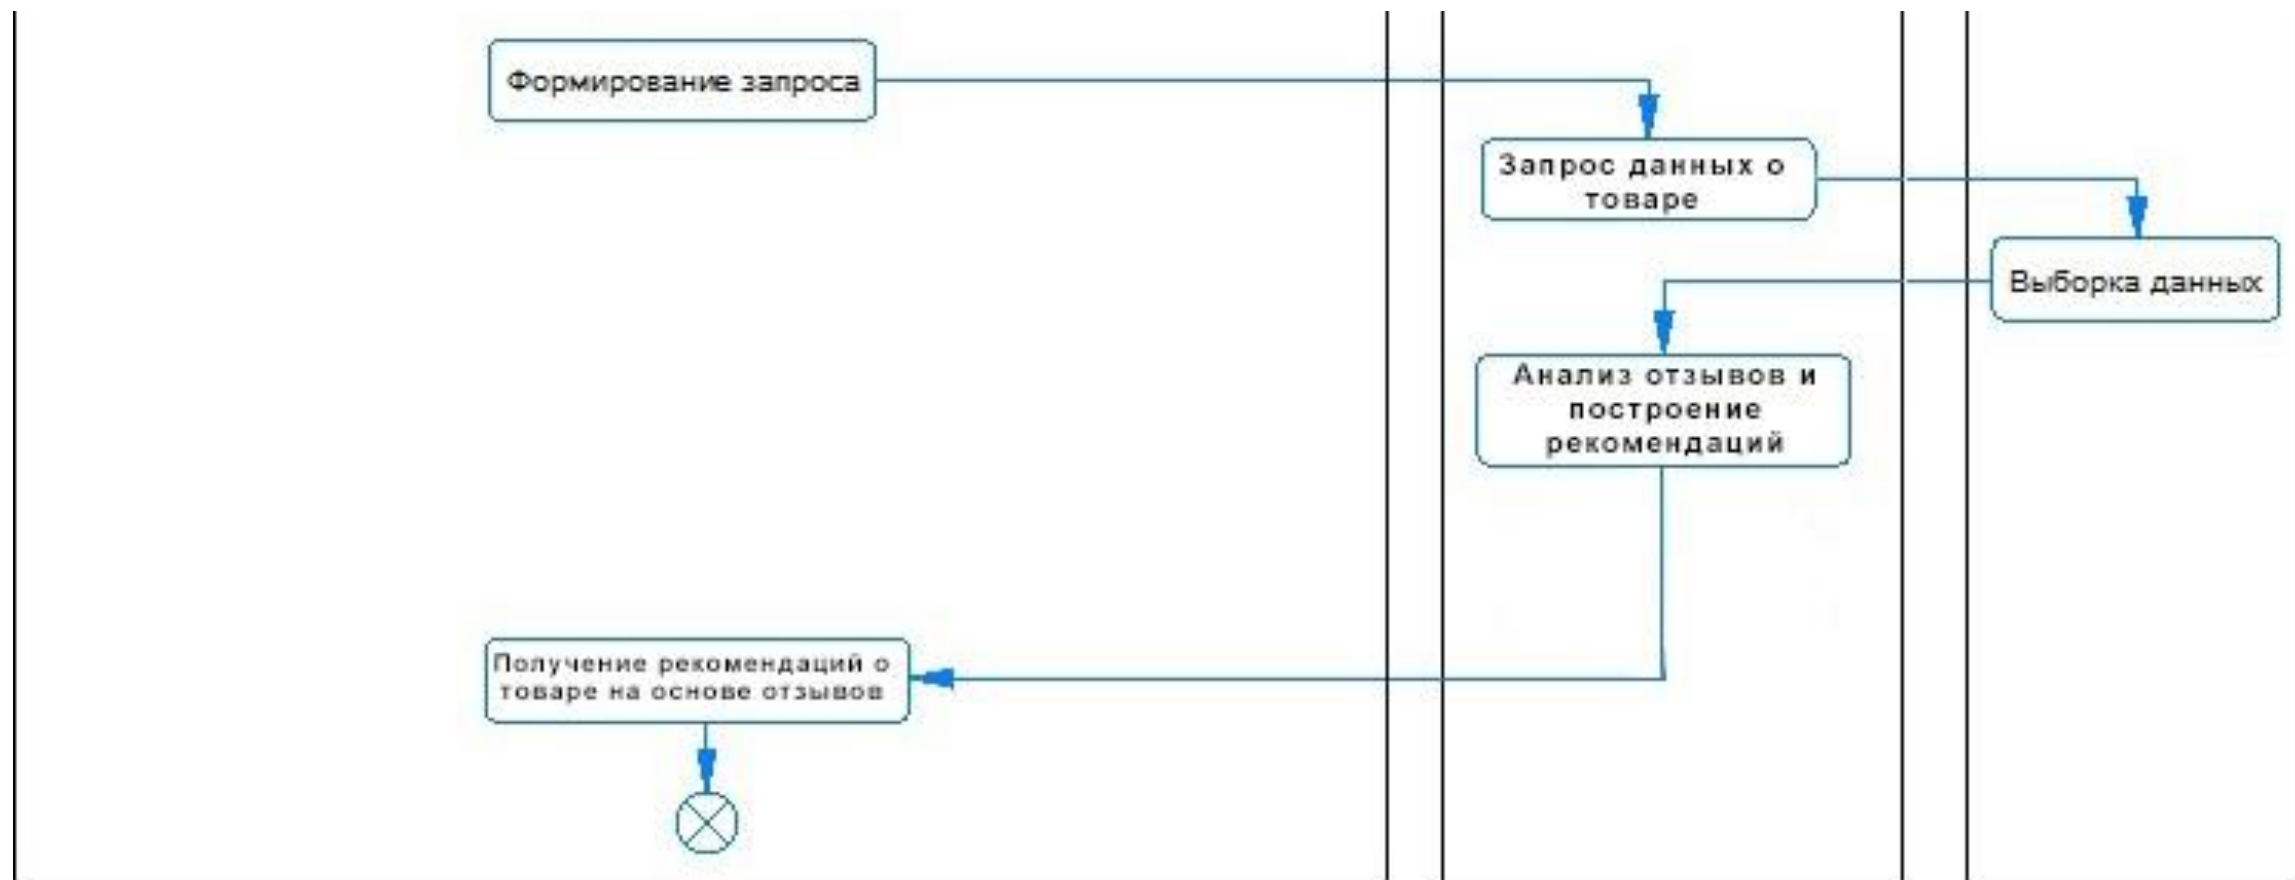 Формирование запроса
Запрос данных о
товаре
Выборка данных
Анализ отзывов и
построение
рекомендаций
Получение рекомендаций о
товаре на основе отзывов